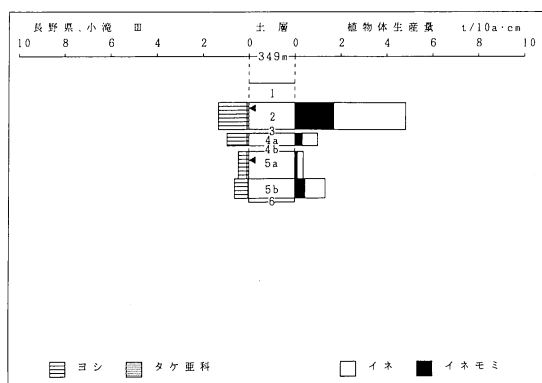 長野県、小滝 Ⅲ 土層 植物体生産量 t/10a·cm
10 8 6 4 2 0 0 2 4 6 8 10
349m
1
2
3
4a
4b
5a
5b
6
ヨシ タケ亜科 イネ イネモミ